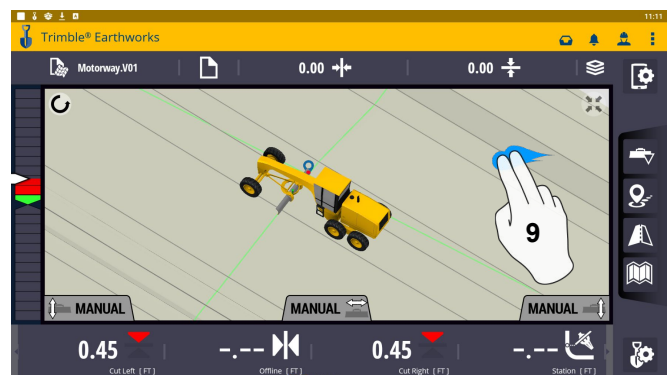 11:11
Trimble® Earthworks
Motorway.V01
0.00
0.00
9
MANUAL
MANUAL
MANUAL
0.45
-.--
0.45
-.--
Cut Left [ FT ]
Offline [ FT ]
Cut Right [ FT ]
Station [ FT ]